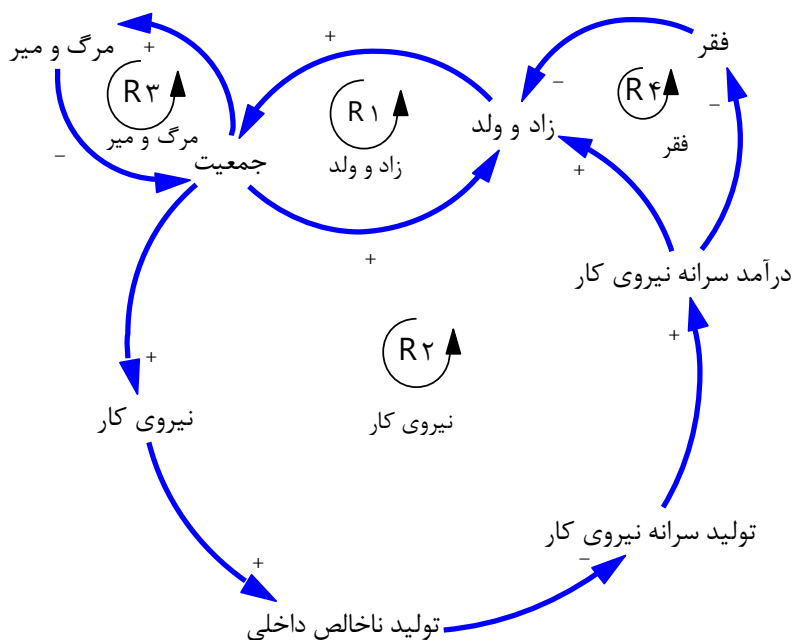 فقر
+
+
مرگ و میر
R۳
مرگ و میر
R۱
زاد و ولد
−
R۴
−
زاد و ولد
فقر
−
جمعیت
+
+
درآمد سرانه نیروی کار
R۲
+
+
نیروی کار
نیروی کار
تولید سرانه نیروی کار
+
−
تولید ناخالص داخلی